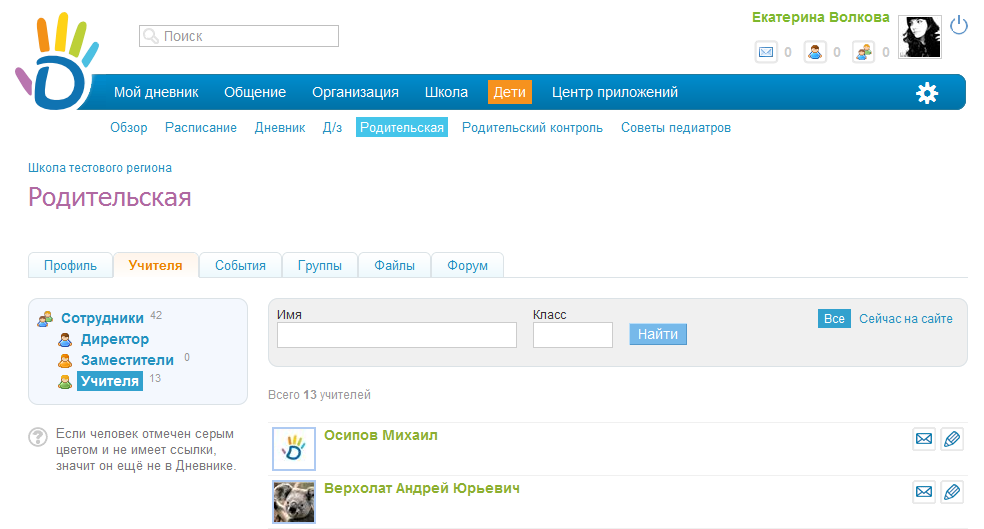 Екатерина Волкова
Поиск
0 0 0
Мой дневник Общение Организация Школа Дети Центр приложений
Обзор Расписание Дневник Д/з Родительская Родительский контроль Советы педиатров
Школа тестового региона
Родительская
Профиль Учителя События Группы Файлы Форум
Сотрудники 42
Директор
Заместители 0
Учителя 13
Если человек отмечен серым
цветом и не имеет ссылки,
значит он ещё не в Дневнике.
Имя Класс
Найти
Все Сейчас на сайте
Всего 13 учителей
Осипов Михаил
Верхолат Андрей Юрьевич